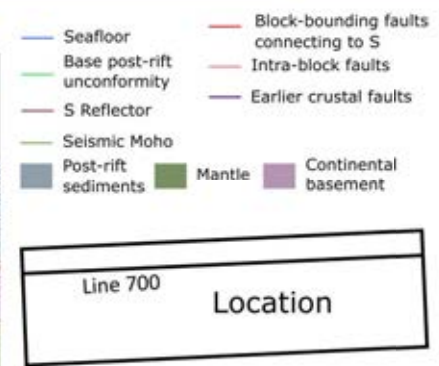 Seafloor
Base post-rift
unconformity
S Reflector
Seismic Moho
Block-bounding faults
connecting to S
Intra-block faults
Earlier crustal faults
Post-rift
sediments
Mantle
Continental
basement
Line 700
Location